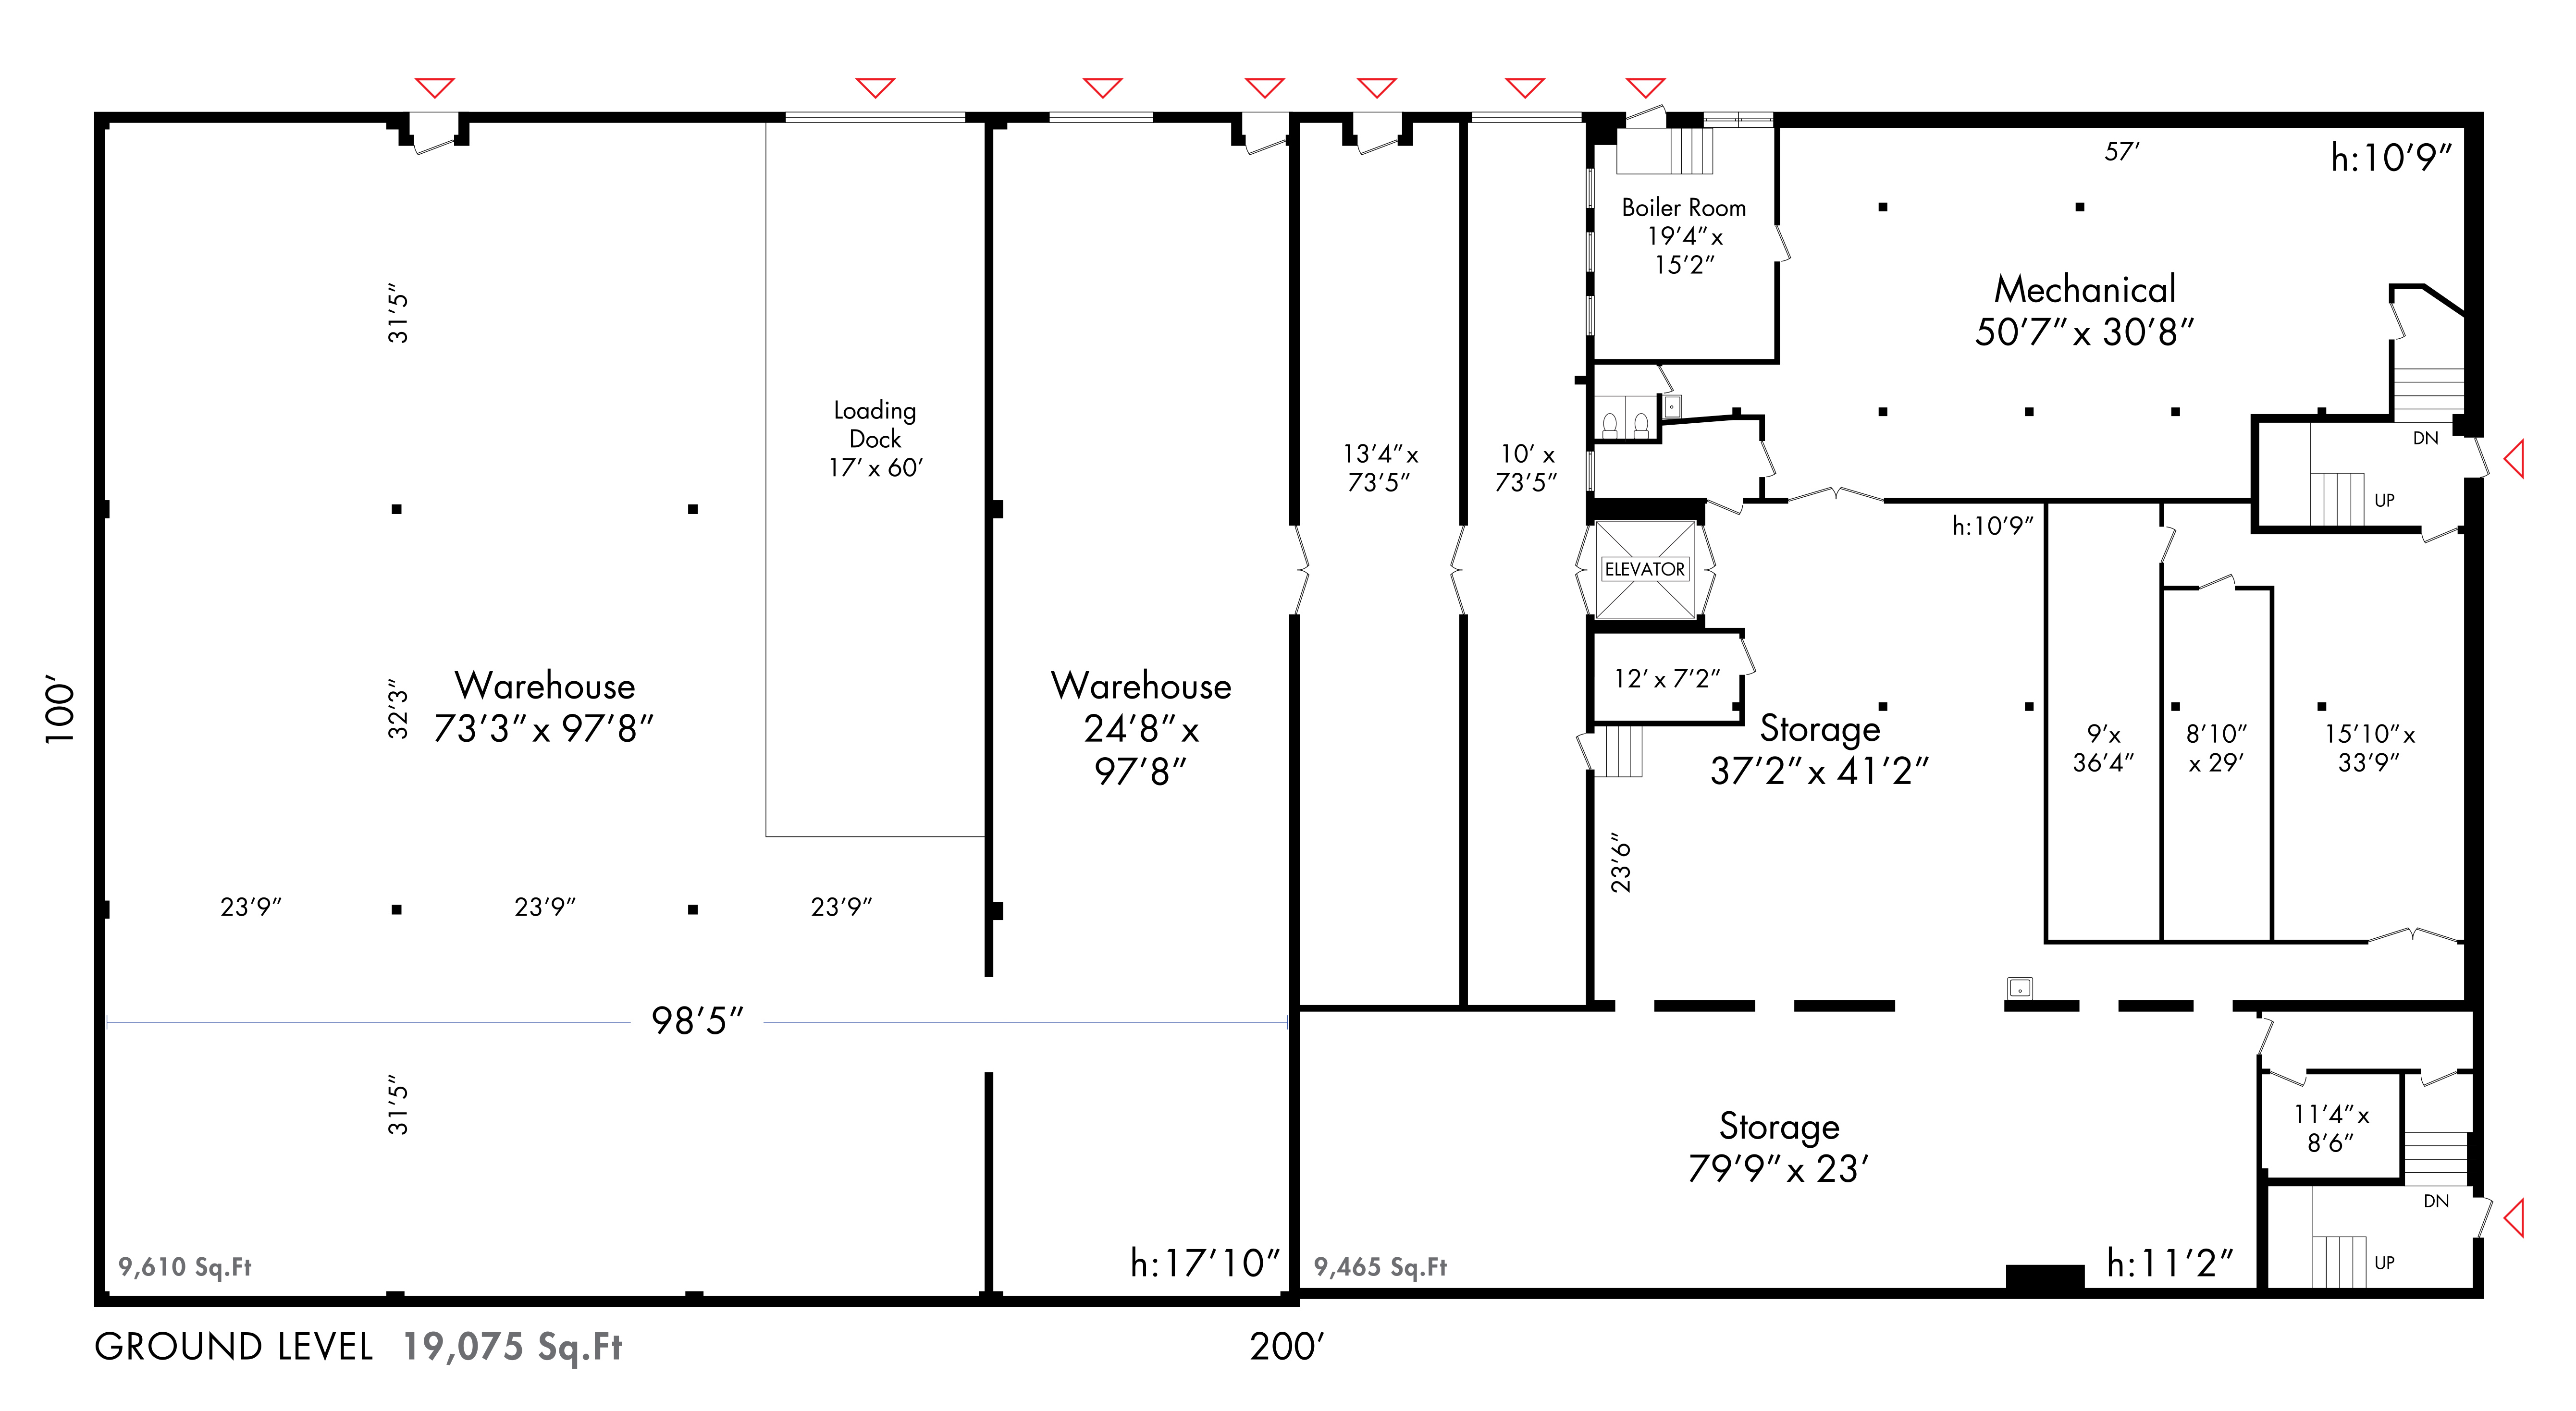 57’
h:10’9”
Boiler Room
19’4” x
15’2”
Mechanical
50’7” x 30’8”
31’5”
Loading
Dock
17’ x 60’
13’4” x
73’5”
10’ x
73’5”
DN
UP
h:10’9”
ELEVATOR
100’
Warehouse
73’3” x 97’8”
32’3”
Warehouse
24’8” x
97’8”
12’ x 7’2”
Storage
37’2” x 41’2”
9’x
36’4”
8’10”
x 29’
15’10” x
33’9”
23’6”
23’9”
23’9”
23’9”
98’5”
31’5”
Storage
79’9” x 23’
11’4” x
8’6”
DN
UP
9,610 Sq.Ft
h:17’10”
9,465 Sq.Ft
h:11’2”
GROUND LEVEL 19,075 Sq.Ft
200’